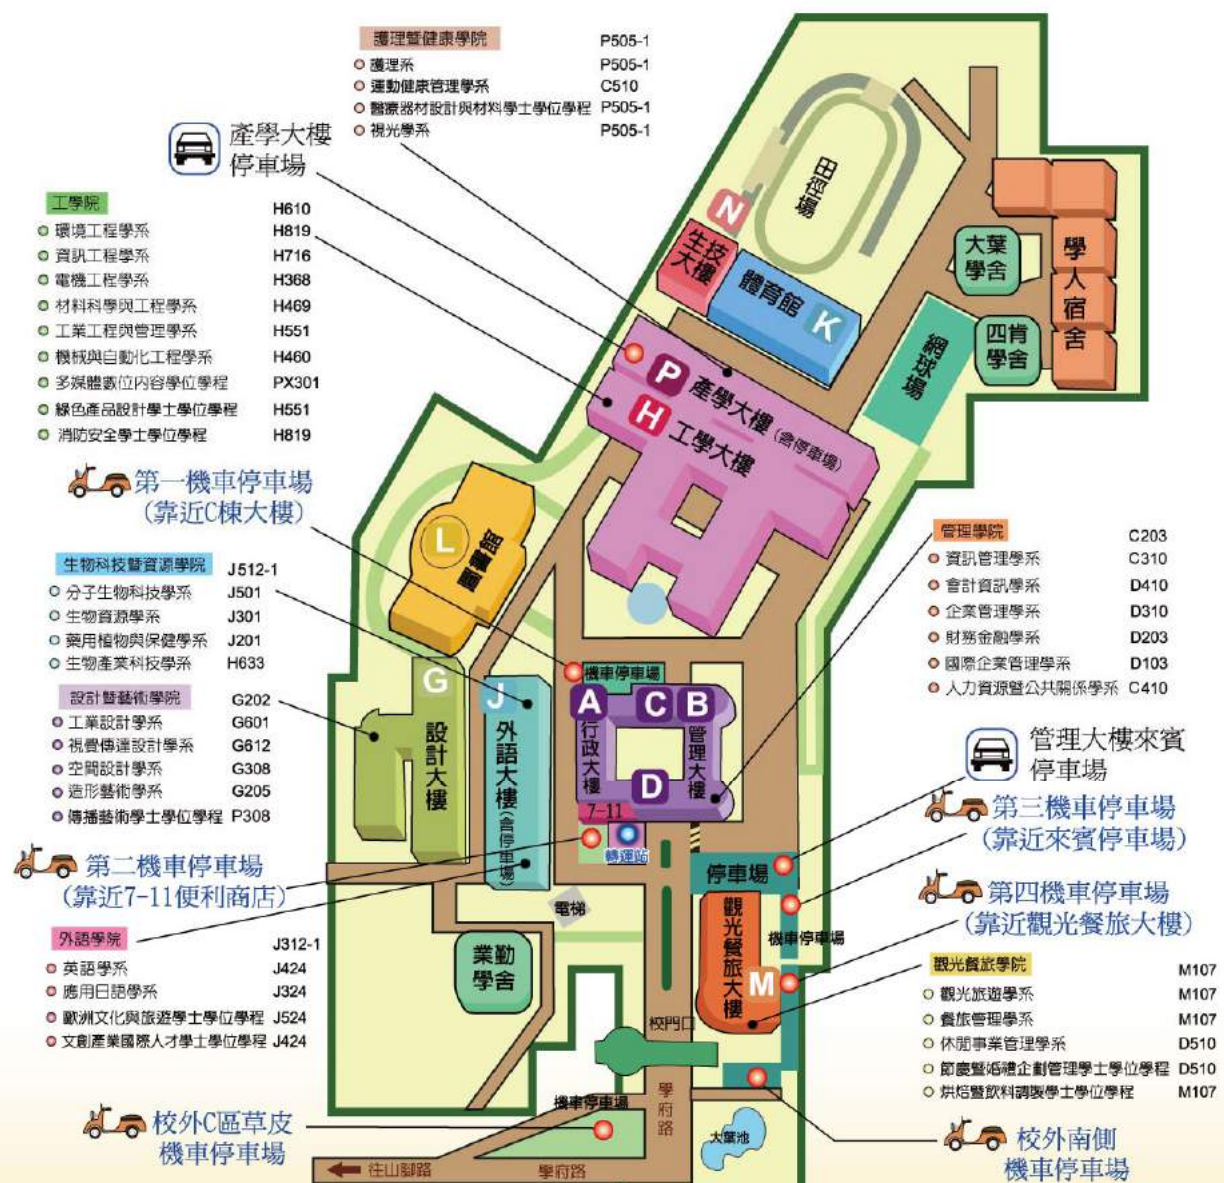 護理暨健康學院 P505-1
護理系 P505-1
運動健康管理學系 C510
醫療器材設計與材料學士學位學程 P505-1
視光學系 P505-1
產學大樓
停車場
工學院 H610
環境工程學系 H819
資訊工程學系 H716
電機工程學系 H368
材料科學與工程學系 H469
工業工程與管理學系 H551
機械與自動化工程學系 H460
多媒體數位內容學位學程 PX301
綠色產品設計學士學位學程 H551
消防安全學士學位學程 H819
第一機車停車場
(靠近C棟大樓)
生物科技暨資源學院 J512-1
分子生物科技學系 J501
生物資源學系 J301
藥用植物與保健學系 J201
生物產業科技學系 H633
設計暨藝術學院 G202
工業設計學系 G601
視覺傳達設計學系 G612
空間設計學系 G308
造形藝術學系 G205
傳播藝術學士學位學程 P308
第二機車停車場
(靠近7-11便利商店)
外語學院 J312-1
英語學系 J424
應用日語學系 J324
歐洲文化與旅遊學士學位學程 J524
文創產業國際人才學士學位學程 J424
校外C區草皮
機車停車場
田徑場
N
生技
大樓
體育館 K
大葉
學舍
學人宿舍
四肯
學舍
網球場
P 產學大樓(含停車場)
H 工學大樓
L
圖書館
G
設計大樓
J
外語大樓(含停車場)
機車停車場
A
行政大樓
C
B
管理大樓
D
7-11
轉運站
停車場
電梯
業勤
學舍
觀光餐旅大樓
M
機車停車場
校門口
機車停車場
學府路
大葉池
往山腳路
學府路
管理學院 C203
資訊管理學系 C310
會計資訊學系 D410
企業管理學系 D310
財務金融學系 D203
國際企業管理學系 D103
人力資源暨公共關係學系 C410
管理大樓來賓
停車場
第三機車停車場
(靠近來賓停車場)
第四機車停車場
(靠近觀光餐旅大樓)
觀光餐旅學院 M107
觀光旅遊學系 M107
餐旅管理學系 M107
休閒事業管理學系 D510
節慶暨婚禮企劃管理學士學位學程 D510
烘焙暨飲料調製學士學位學程 M107
校外南側
機車停車場